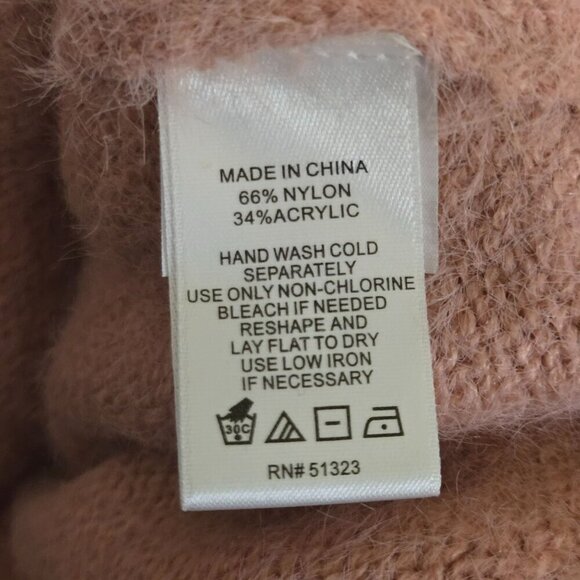 MADE IN CHINA
66% NYLON
34%ACRYLIC
HAND WASH COLD
SEPARATELY
USE ONLY NON-CHLORINE
BLEACH IF NEEDED
RESHAPE AND
LAY FLAT TO DRY
USE LOW IRON
IF NECESSARY
30C
RN# 51323